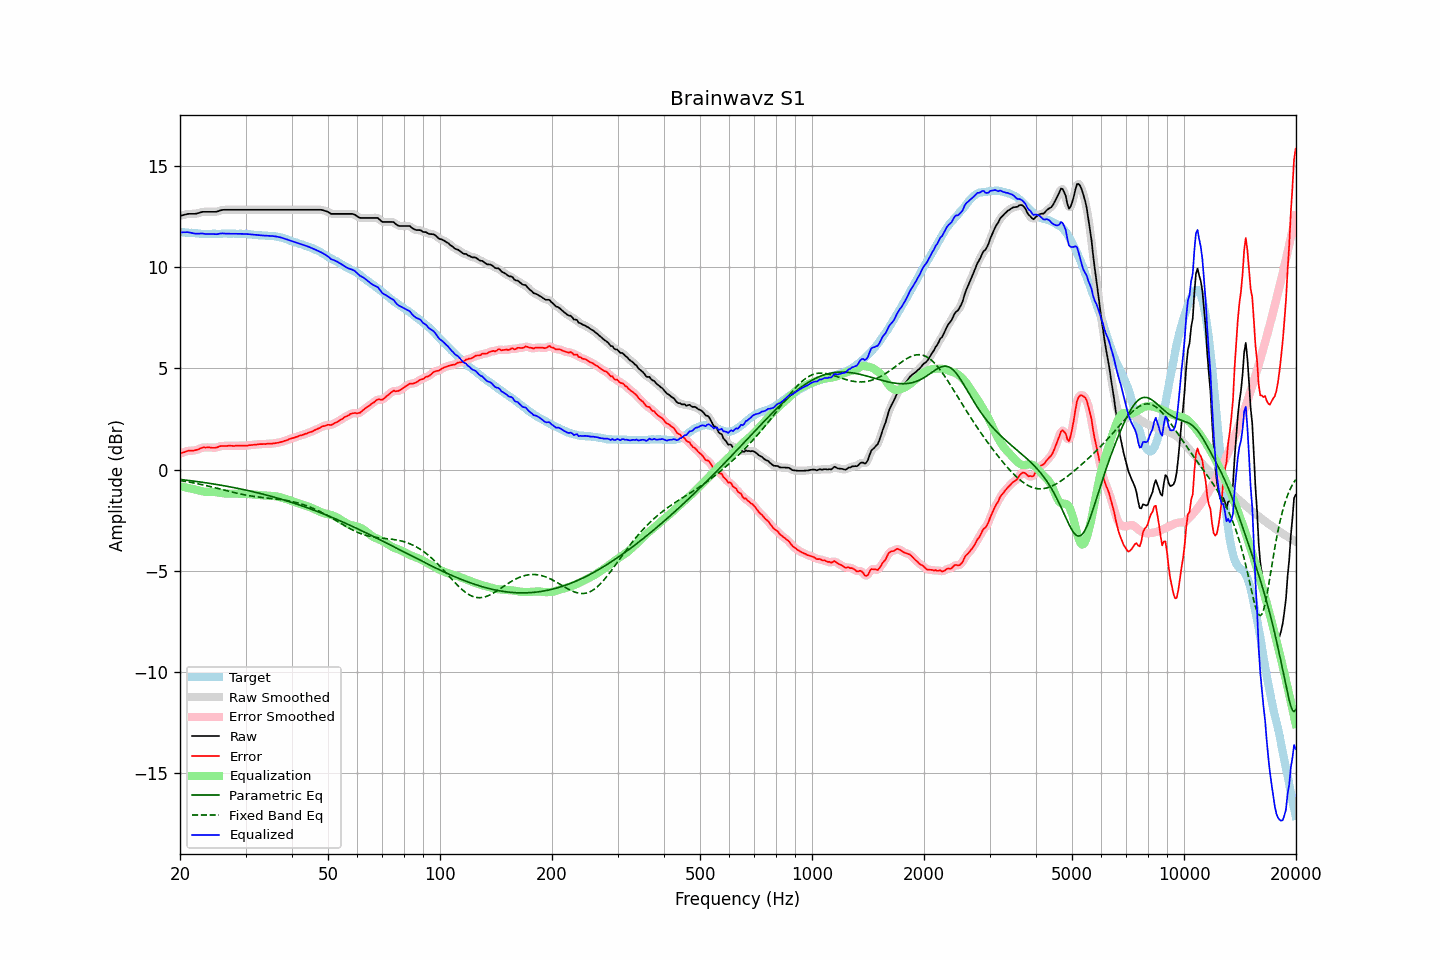 Brainwavz S1
Amplitude (dBr)
15
10
5
0
−5
−10
−15
Target
Raw Smoothed
Error Smoothed
Raw
Error
Equalization
Parametric Eq
Fixed Band Eq
Equalized
20 50 100 200 500 1000 2000 5000 10000 20000
Frequency (Hz)